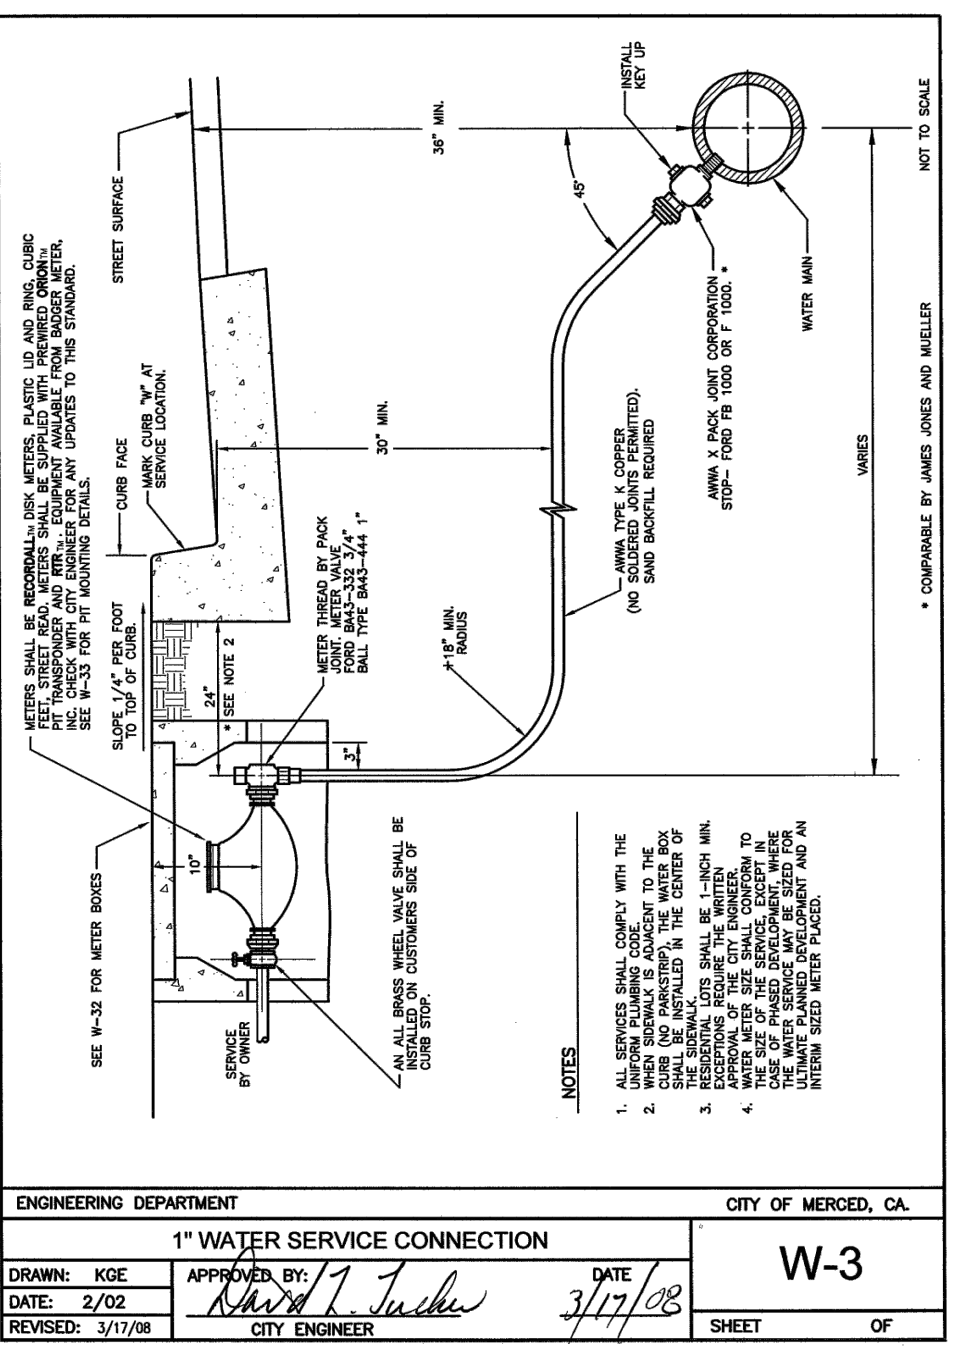 METERS SHALL BE RECORDALL™ DISK METERS, PLASTIC LID AND RING, CUBIC
FEET, STREET READ. METERS SHALL BE SUPPLIED WITH PREWIRED ORION™
PIT TRANSPONDER AND RTR™. EQUIPMENT AVAILABLE FROM BADGER METER,
INC. CHECK WITH CITY ENGINEER FOR ANY UPDATES TO THIS STANDARD.
SEE W-33 FOR PIT MOUNTING DETAILS.
SEE W-32 FOR METER BOXES
SLOPE 1/4" PER FOOT
TO TOP OF CURB.
CURB FACE
MARK CURB "W" AT
SERVICE LOCATION.
STREET SURFACE
10"
24"
* SEE NOTE 2
3"
SERVICE
BY OWNER
AN ALL BRASS WHEEL VALVE SHALL BE
INSTALLED ON CUSTOMERS SIDE OF
CURB STOP.
METER THREAD BY PACK
JOINT. METER VALVE
FORD BA43-332 3/4"
BALL TYPE BA43-444 1"
30" MIN.
36" MIN.
+18" MIN.
RADIUS
45°
INSTALL
KEY UP
AWWA TYPE K COPPER
(NO SOLDERED JOINTS PERMITTED).
SAND BACKFILL REQUIRED
AWWA X PACK JOINT CORPORATION
STOP- FORD FB 1000 OR F 1000. *
WATER MAIN
VARIES
NOTES
1. ALL SERVICES SHALL COMPLY WITH THE
UNIFORM PLUMBING CODE.
2. WHEN SIDEWALK IS ADJACENT TO THE
CURB (NO PARKSTRIP), THE WATER BOX
SHALL BE INSTALLED IN THE CENTER OF
THE SIDEWALK.
3. RESIDENTIAL LOTS SHALL BE 1-INCH MIN.
EXCEPTIONS REQUIRE THE WRITTEN
APPROVAL OF THE CITY ENGINEER.
4. WATER METER SIZE SHALL CONFORM TO
THE SIZE OF THE SERVICE, EXCEPT IN
CASE OF PHASED DEVELOPMENT, WHERE
THE WATER SERVICE MAY BE SIZED FOR
ULTIMATE PLANNED DEVELOPMENT AND AN
INTERIM SIZED METER PLACED.
* COMPARABLE BY JAMES JONES AND MUELLER
NOT TO SCALE
ENGINEERING DEPARTMENT
CITY OF MERCED, CA.
1" WATER SERVICE CONNECTION
W-3
DRAWN: KGE
DATE: 2/02
REVISED: 3/17/08
APPROVED BY:
David L. Tucker
CITY ENGINEER
DATE
3/17/08
SHEET OF